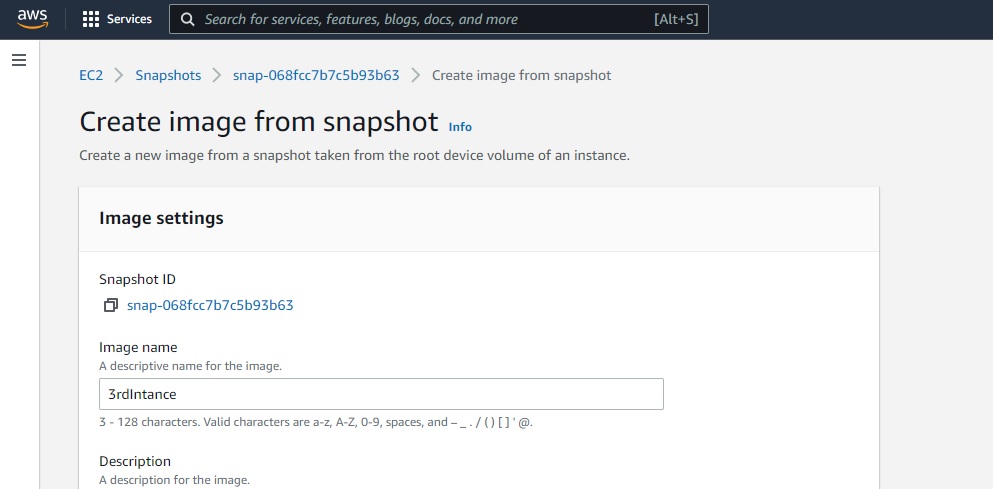 aws Services Search for services, features, blogs, docs, and more [Alt+S]
EC2 Snapshots snap-068fcc7b7c5b93b63 Create image from snapshot
Create image from snapshot Info
Create a new image from a snapshot taken from the root device volume of an instance.
Image settings
Snapshot ID
snap-068fcc7b7c5b93b63
Image name
A descriptive name for the image.
3rdIntance
3 - 128 characters. Valid characters are a-z, A-Z, 0-9, spaces, and – _ . / ( ) [ ] ' @.
Description
A description for the image.